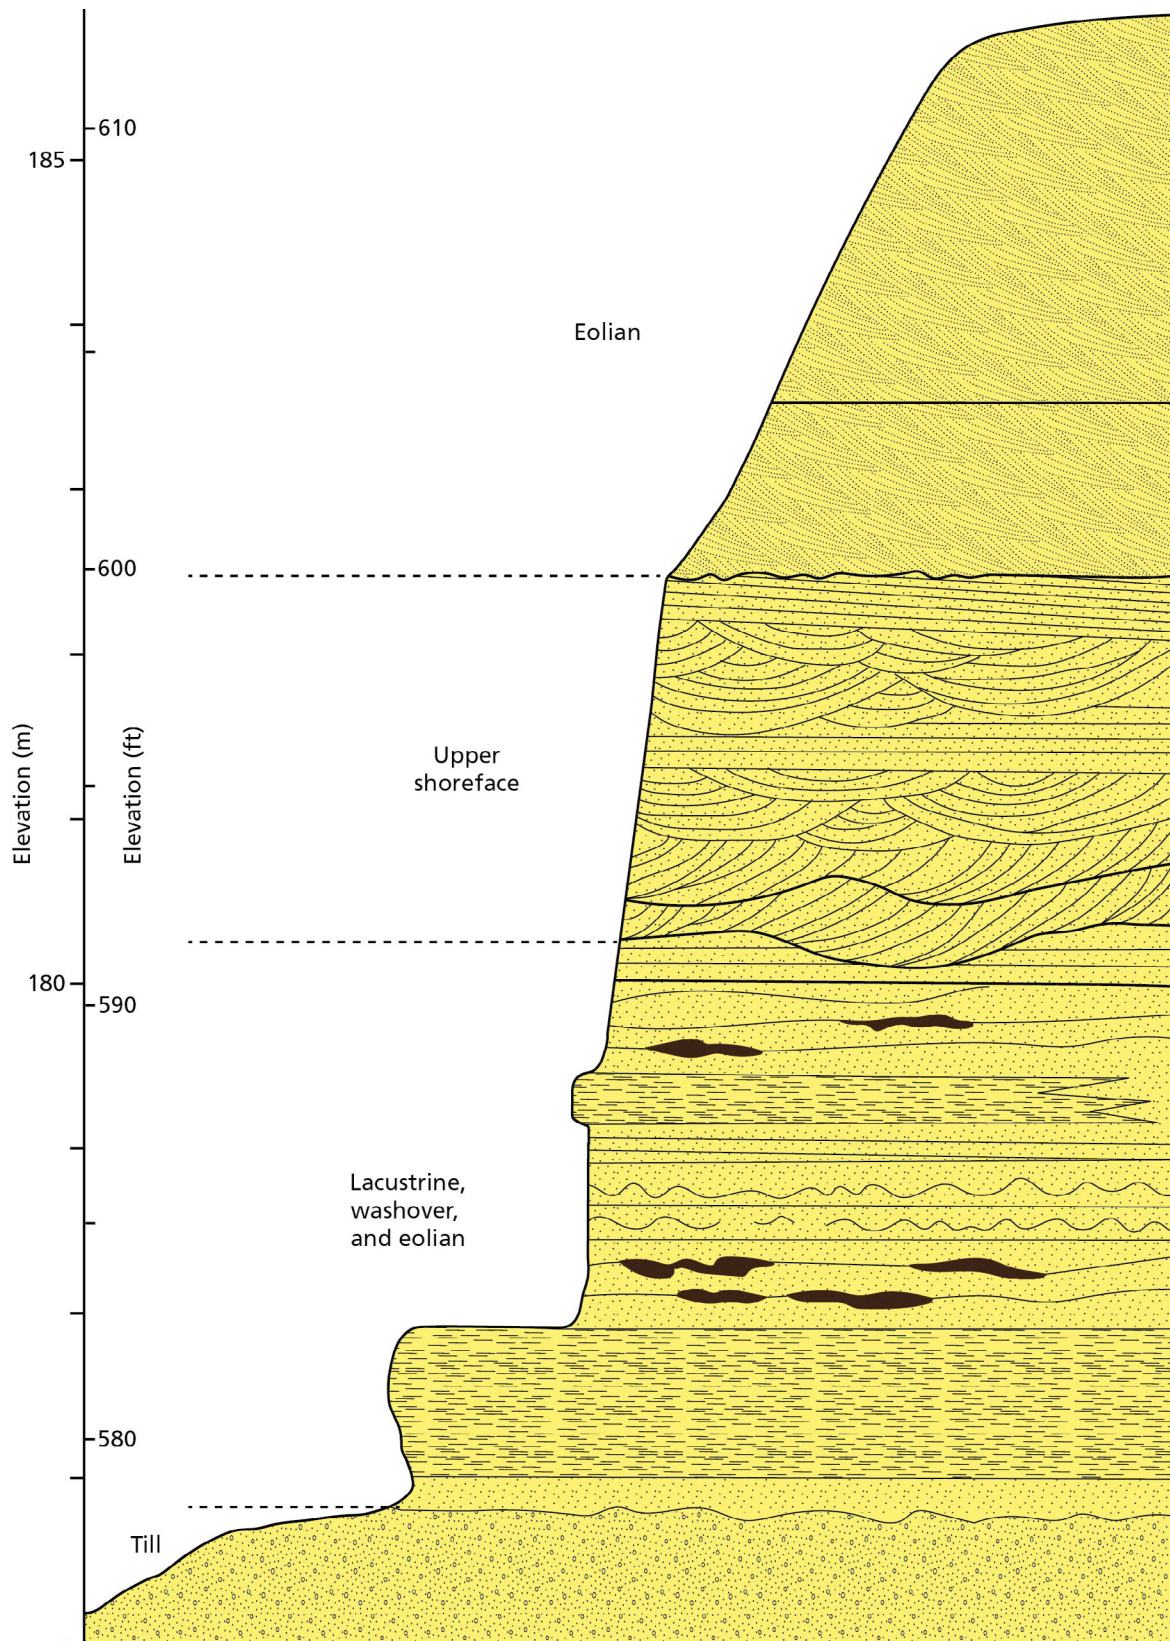 610
185
Eolian
600
Elevation (m)
Elevation (ft)
Upper
shoreface
180
590
Lacustrine,
washover,
and eolian
580
Till